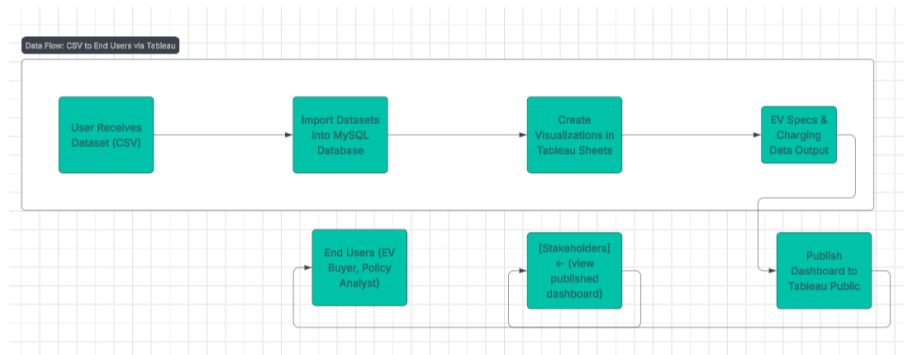 Data Flow: CSV to End Users via Tableau
User Receives
Dataset (CSV)
Import Datasets
into MySQL
Database
Create
Visualizations in
Tableau Sheets
EV Specs &
Charging
Data Output
End Users (EV
Buyer, Policy
Analyst)
[Stakeholders]
← (view
published
dashboard)
Publish
Dashboard to
Tableau Public